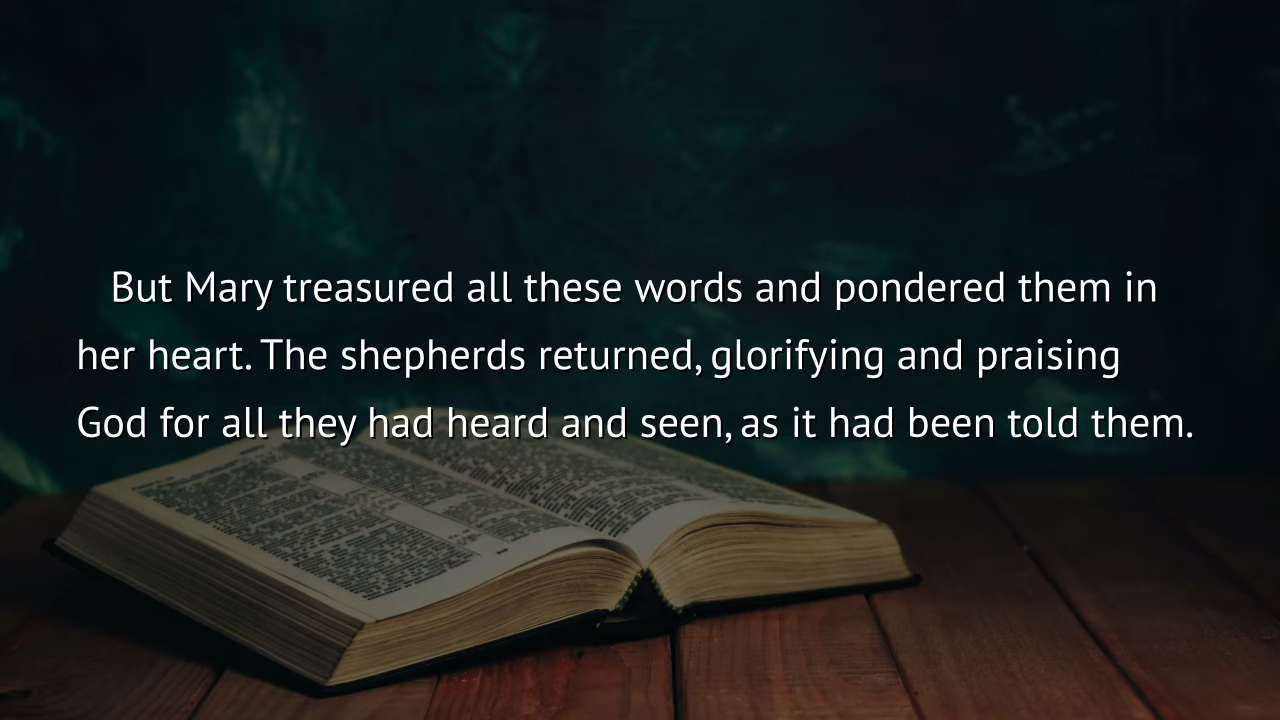 But Mary treasured all these words and pondered them in
her heart. The shepherds returned, glorifying and praising
God for all they had heard and seen, as it had been told them.